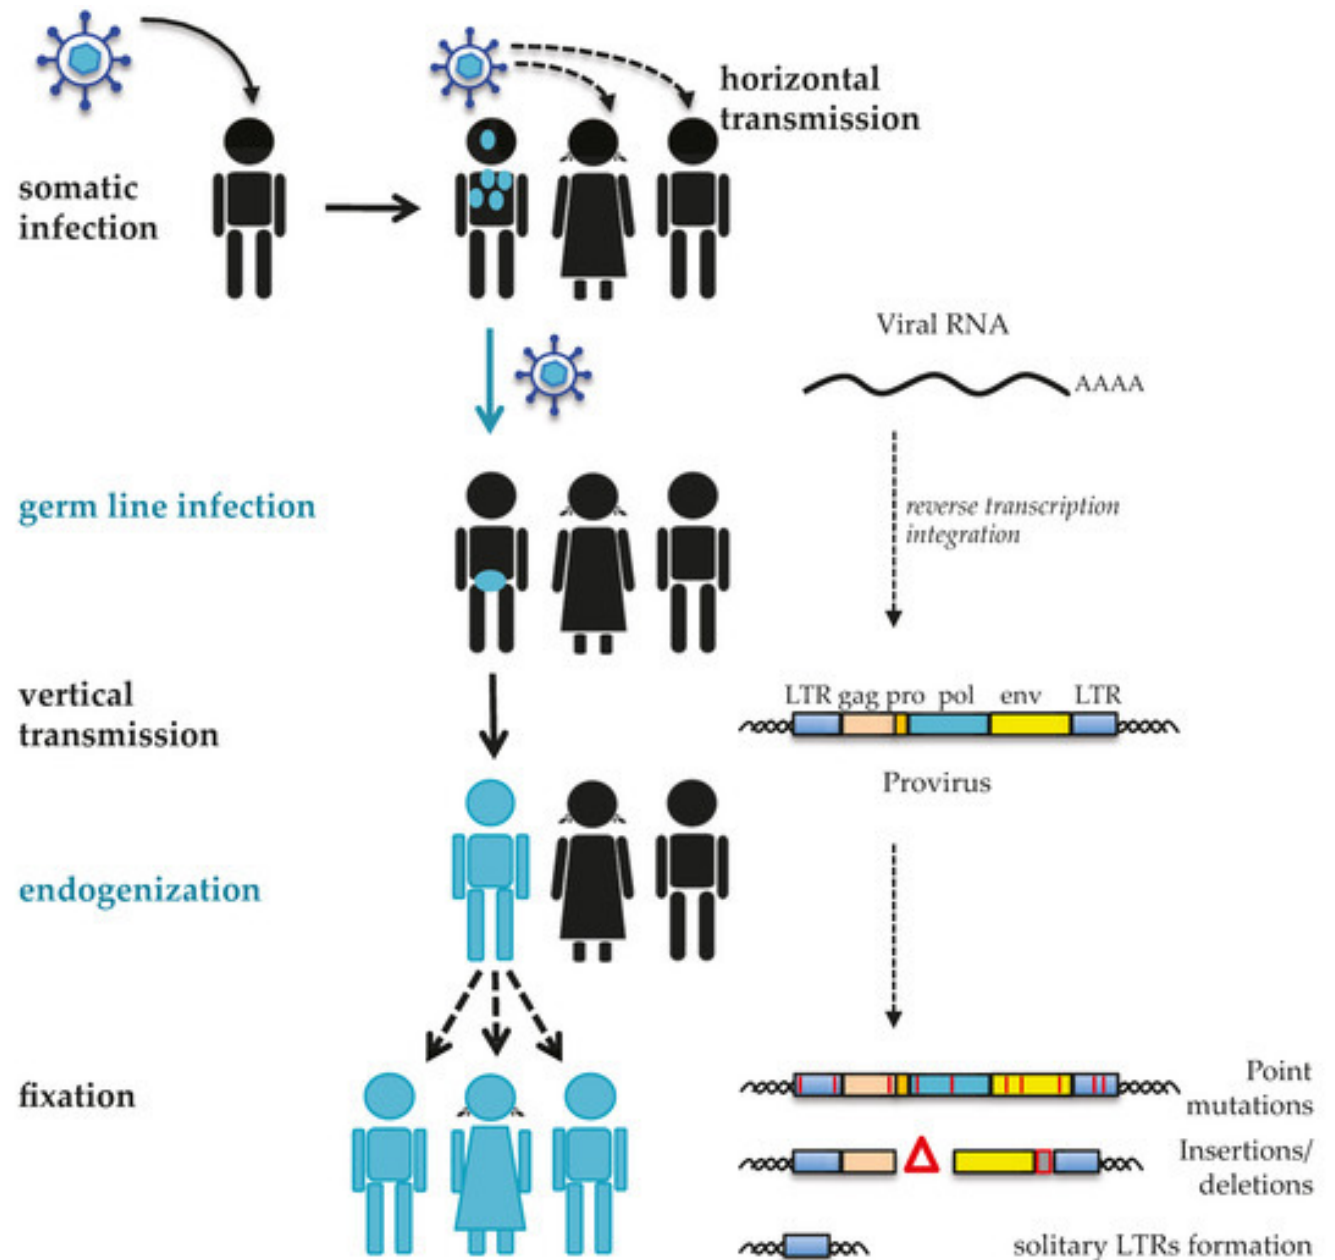 horizontal
transmission
somatic
infection
Viral RNA
AAAA
germ line infection
reverse transcription
integration
vertical
transmission
LTR gag pro pol env LTR
Provirus
endogenization
fixation
Point
mutations
Insertions/
deletions
Δ
solitary LTRs formation